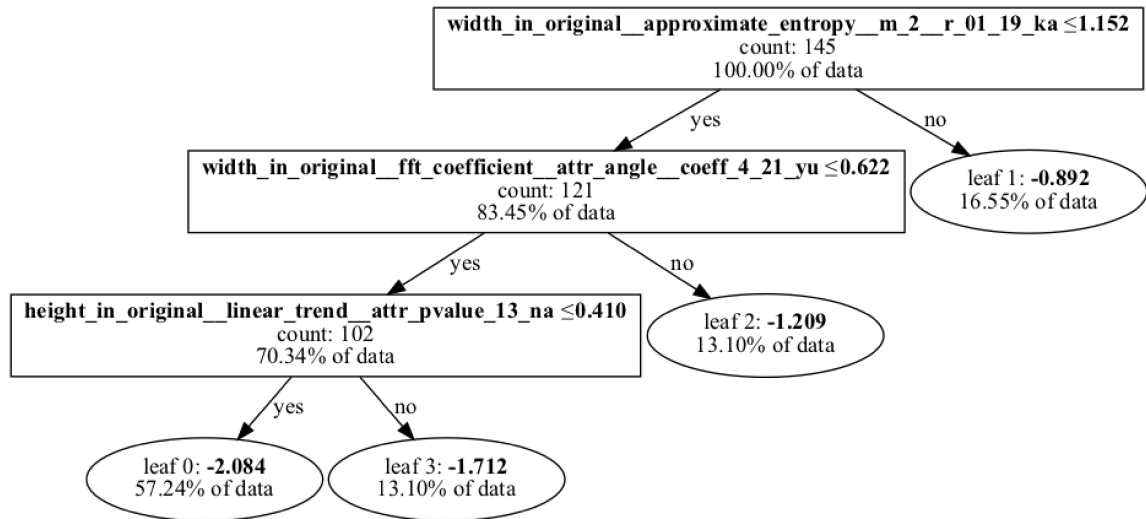 width_in_original__approximate_entropy__m_2__r_01_19_ka ≤1.152
count: 145
100.00% of data
yes
no
width_in_original__fft_coefficient__attr_angle__coeff_4_21_yu ≤0.622
count: 121
83.45% of data
leaf 1: -0.892
16.55% of data
yes
no
height_in_original__linear_trend__attr_pvalue_13_na ≤0.410
count: 102
70.34% of data
leaf 2: -1.209
13.10% of data
yes
no
leaf 0: -2.084
57.24% of data
leaf 3: -1.712
13.10% of data